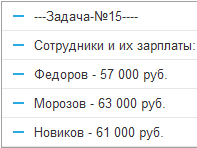 ---Задача-№15----
Сотрудники и их зарплаты:
Федоров - 57 000 руб.
Морозов - 63 000 руб.
Новиков - 61 000 руб.